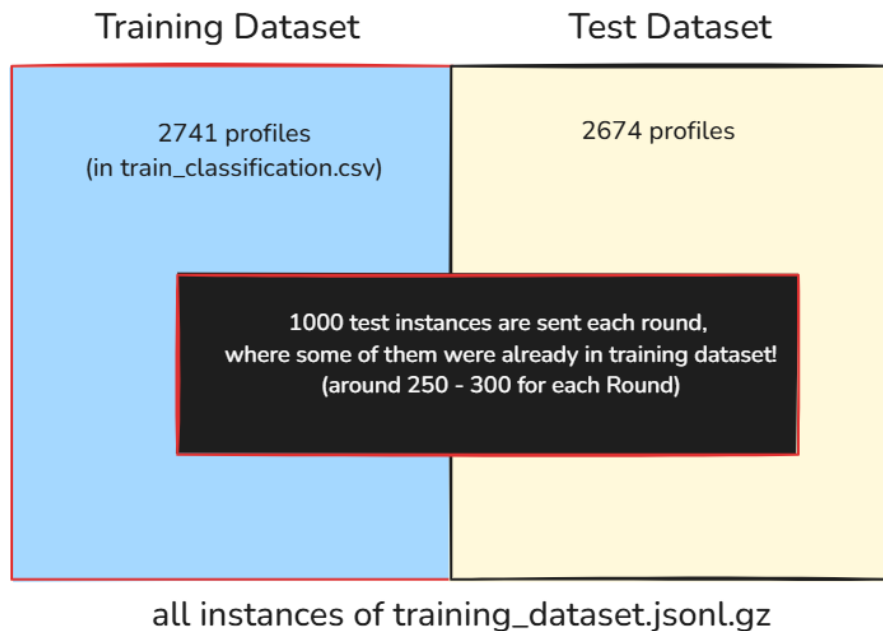 Training Dataset
Test Dataset
2741 profiles
(in train_classification.csv)
2674 profiles
1000 test instances are sent each round,
where some of them were already in training dataset!
(around 250 - 300 for each Round)
all instances of training_dataset.jsonl.gz